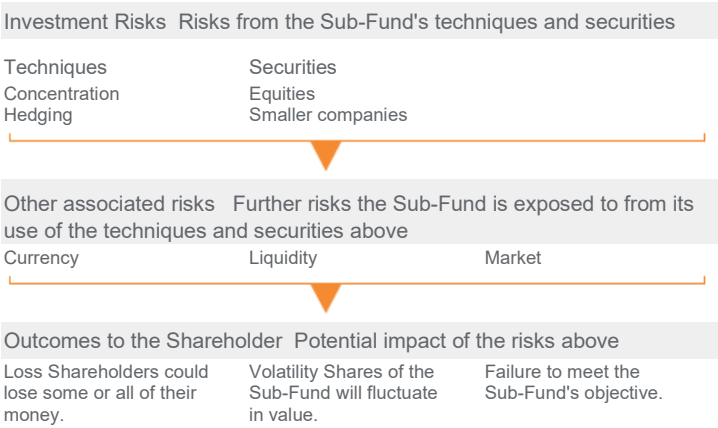 Investment Risks Risks from the Sub-Fund's techniques and securities
Techniques Securities
Concentration Equities
Hedging Smaller companies
Other associated risks Further risks the Sub-Fund is exposed to from its
use of the techniques and securities above
Currency Liquidity Market
Outcomes to the Shareholder Potential impact of the risks above
Loss Shareholders could Volatility Shares of the Failure to meet the
lose some or all of their Sub-Fund will fluctuate Sub-Fund's objective.
money. in value.